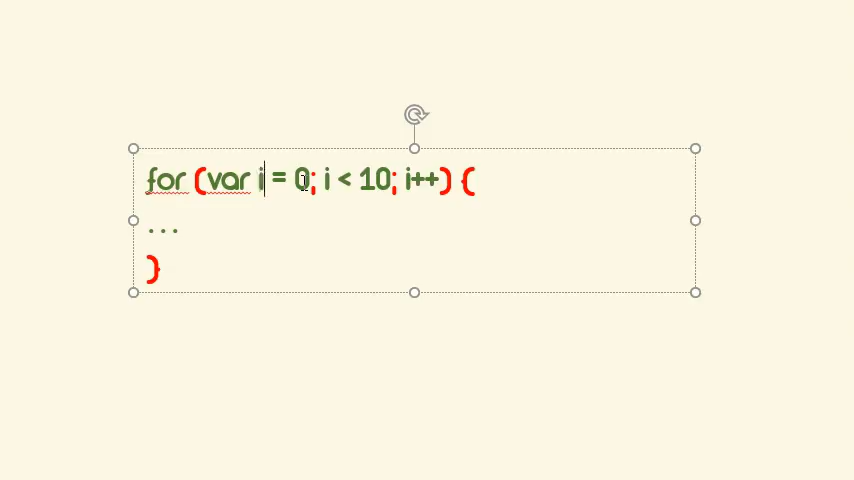 for (var i = 0; i < 10; i++) {
...
}